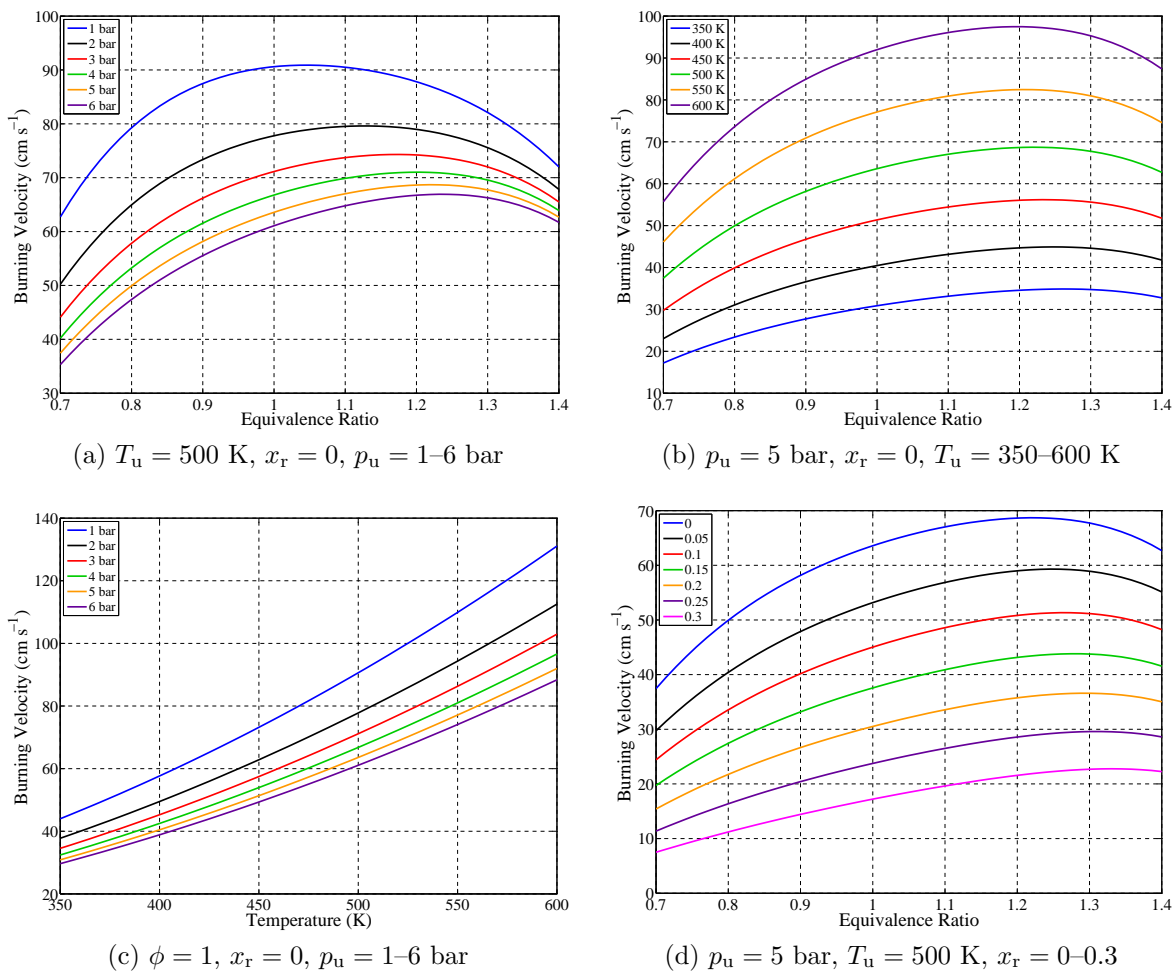 1 bar
2 bar
3 bar
4 bar
5 bar
6 bar
Burning Velocity (cm s⁻¹)
100
90
80
70
60
50
40
30
0.7 0.8 0.9 1 1.1 1.2 1.3 1.4
Equivalence Ratio
(a) Tᵤ = 500 K, xᵣ = 0, pᵤ = 1–6 bar
350 K
400 K
450 K
500 K
550 K
600 K
Burning Velocity (cm s⁻¹)
100
90
80
70
60
50
40
30
20
10
0.7 0.8 0.9 1 1.1 1.2 1.3 1.4
Equivalence Ratio
(b) pᵤ = 5 bar, xᵣ = 0, Tᵤ = 350–600 K
1 bar
2 bar
3 bar
4 bar
5 bar
6 bar
Burning Velocity (cm s⁻¹)
140
120
100
80
60
40
20
350 400 450 500 550 600
Temperature (K)
(c) ϕ = 1, xᵣ = 0, pᵤ = 1–6 bar
0
0.05
0.1
0.15
0.2
0.25
0.3
Burning Velocity (cm s⁻¹)
70
60
50
40
30
20
10
0
0.7 0.8 0.9 1 1.1 1.2 1.3 1.4
Equivalence Ratio
(d) pᵤ = 5 bar, Tᵤ = 500 K, xᵣ = 0–0.3